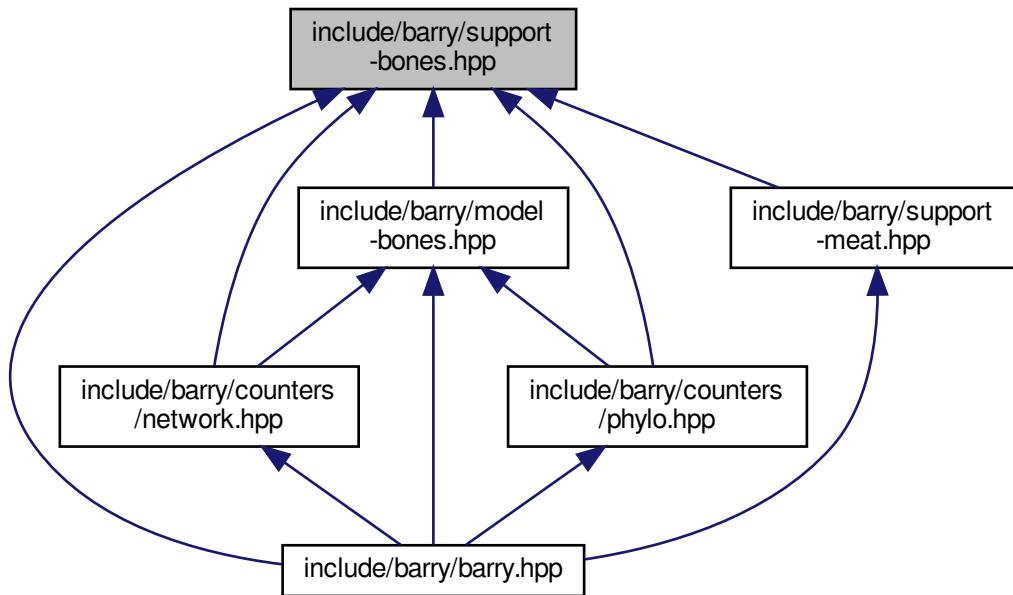 include/barry/support
-bones.hpp
include/barry/model
-bones.hpp
include/barry/support
-meat.hpp
include/barry/counters
/network.hpp
include/barry/counters
/phylo.hpp
include/barry/barry.hpp